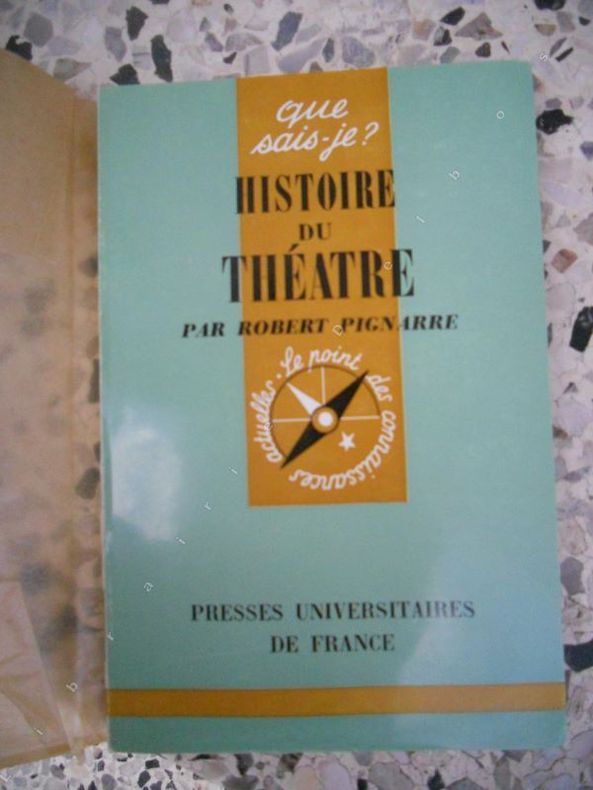 que
sais-je?
HISTOIRE
DU
THÉATRE
PAR ROBERT PIGNARRE
Le point des connaissances actuelles.
PRESSES UNIVERSITAIRES
DE FRANCE